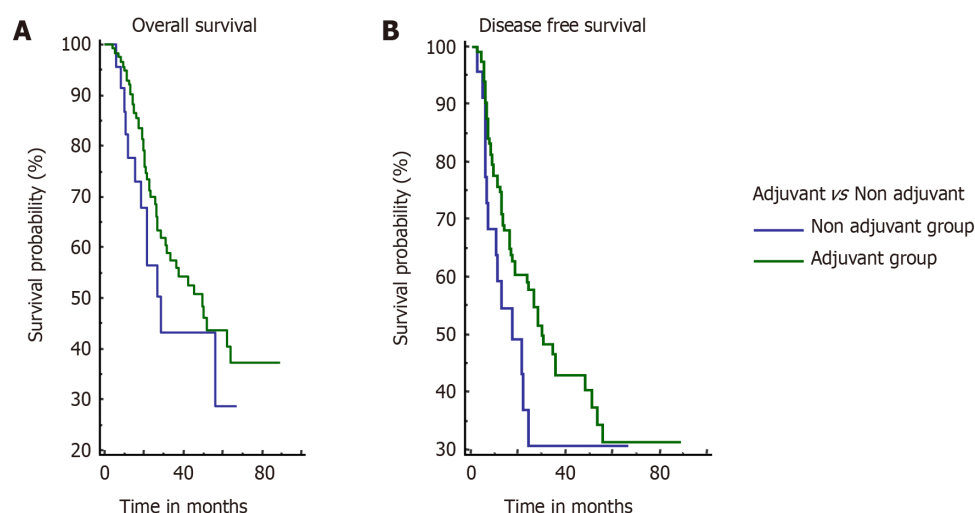 A
Overall survival
100
90
80
70
60
50
40
30
20
0
40
80
Survival probability (%)
Time in months
B
Disease free survival
100
90
80
70
60
50
40
30
0
40
80
Survival probability (%)
Time in months
Adjuvant vs Non adjuvant
Non adjuvant group
Adjuvant group